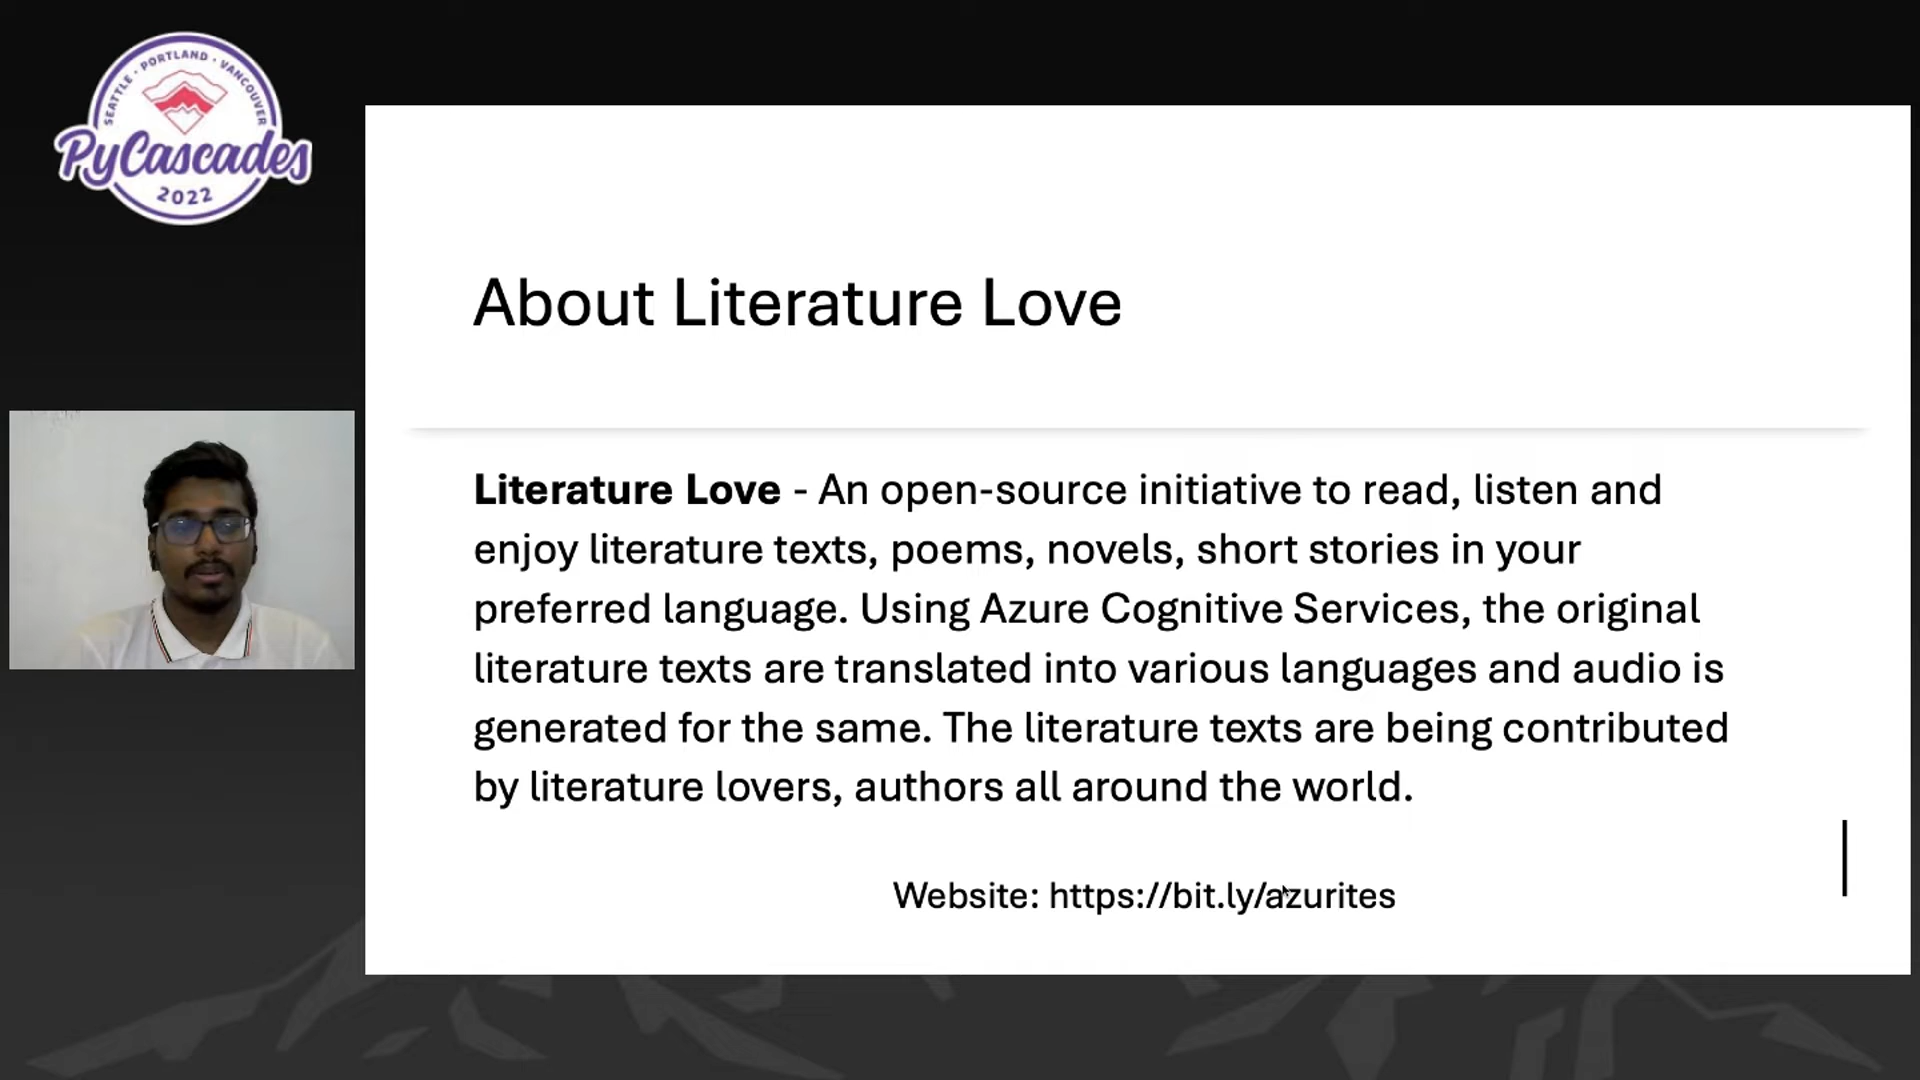 SEATTLE • PORTLAND • VANCOUVER
PyCascades
2022
About Literature Love
Literature Love - An open-source initiative to read, listen and
enjoy literature texts, poems, novels, short stories in your
preferred language. Using Azure Cognitive Services, the original
literature texts are translated into various languages and audio is
generated for the same. The literature texts are being contributed
by literature lovers, authors all around the world.
Website: https://bit.ly/azurites